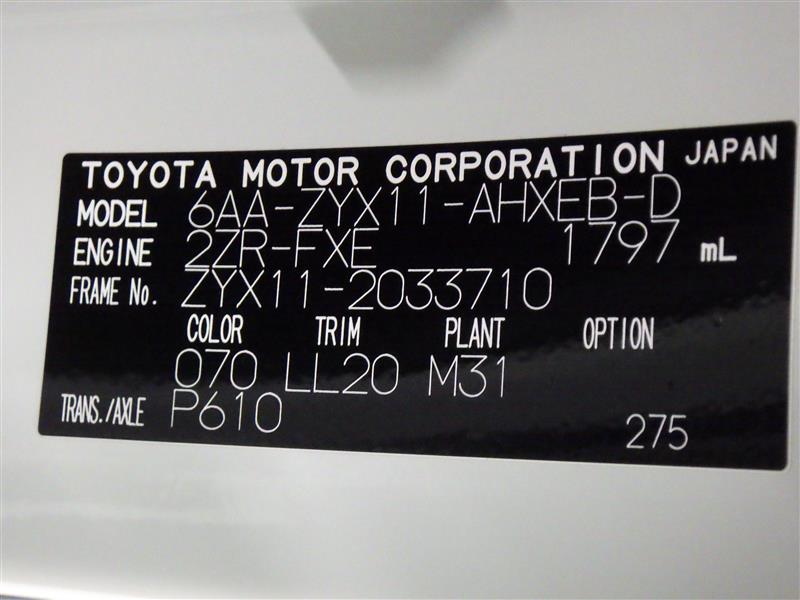 TOYOTA MOTOR CORPORATION JAPAN
MODEL 6AA-ZYX11-AHXEB-D
ENGINE 2ZR-FXE 1797 mL
FRAME No. ZYX11-2033710
COLOR TRIM PLANT OPTION
070 LL20 M31
TRANS./AXLE P610
275